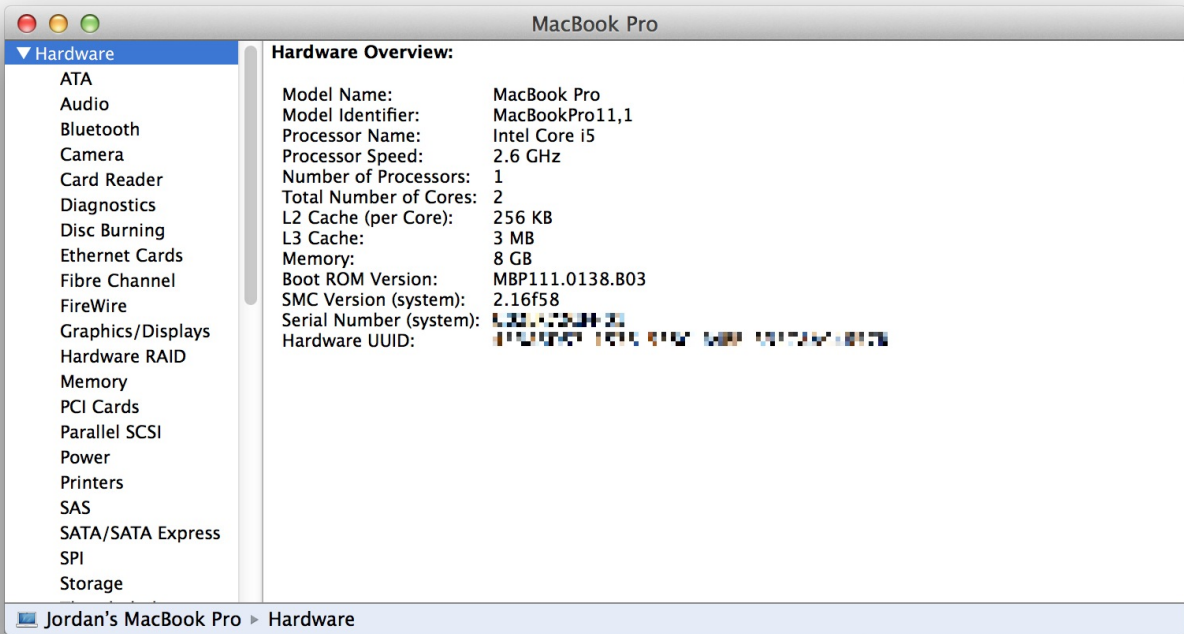 MacBook Pro
▼ Hardware
ATA
Audio
Bluetooth
Camera
Card Reader
Diagnostics
Disc Burning
Ethernet Cards
Fibre Channel
FireWire
Graphics/Displays
Hardware RAID
Memory
PCI Cards
Parallel SCSI
Power
Printers
SAS
SATA/SATA Express
SPI
Storage
Hardware Overview:
Model Name: MacBook Pro
Model Identifier: MacBookPro11,1
Processor Name: Intel Core i5
Processor Speed: 2.6 GHz
Number of Processors: 1
Total Number of Cores: 2
L2 Cache (per Core): 256 KB
L3 Cache: 3 MB
Memory: 8 GB
Boot ROM Version: MBP111.0138.B03
SMC Version (system): 2.16f58
Serial Number (system):
Hardware UUID:
Jordan's MacBook Pro ▸ Hardware